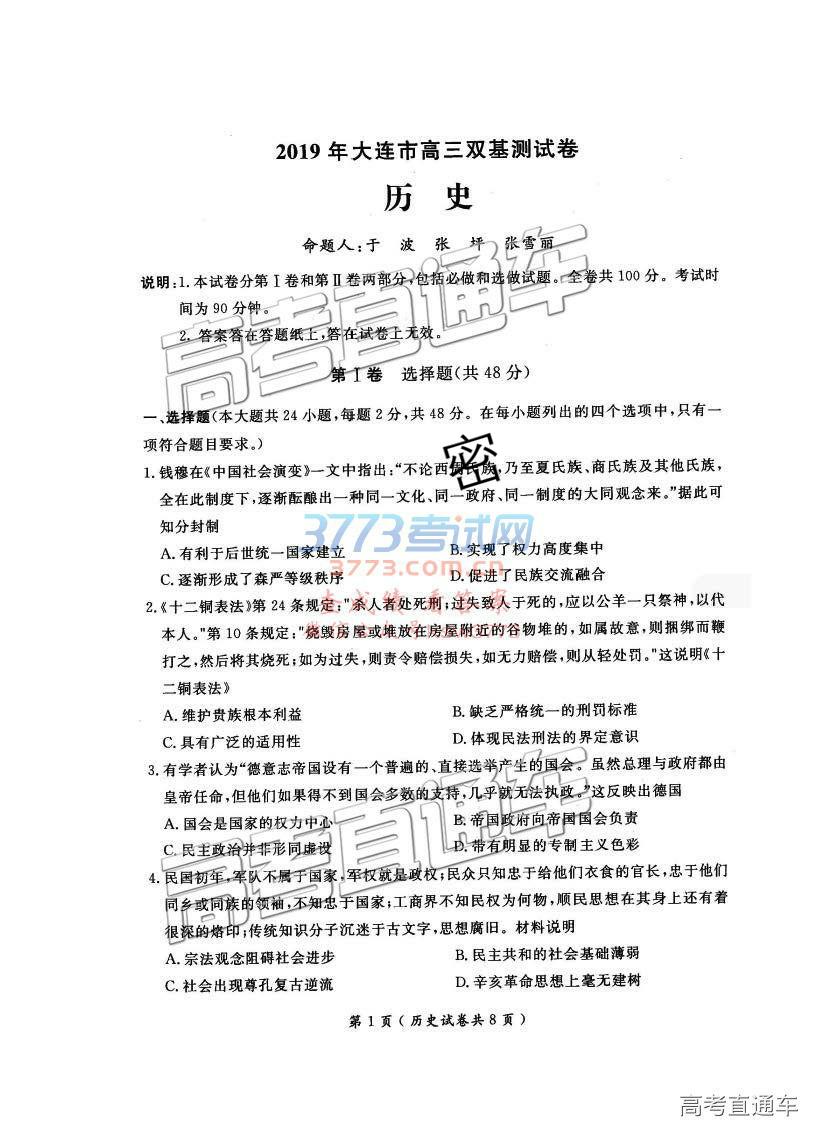 2019 年大连市高三双基测试卷
历 史
命题人:于 波 张 坪 张雪丽
说明:1.本试卷分第Ⅰ卷和第Ⅱ卷两部分,包括必做和选做试题。全卷共 100 分。考试时
间为 90 分钟。
2. 答案答在答题纸上,答在试卷上无效。
第Ⅰ卷 选择题(共 48 分)
一、选择题(本大题共 24 小题,每题 2 分,共 48 分。在每小题列出的四个选项中,只有一
项符合题目要求。)
密
1. 钱穆在《中国社会演变》一文中指出:“不论西周氏族,乃至夏氏族、商氏族及其他氏族,
全在此制度下,逐渐酝酿出一种同一文化、同一政府、同一制度的大同观念来。”据此可
知分封制
A. 有利于后世统一国家建立 B. 实现了权力高度集中
C. 逐渐形成了森严等级秩序 D. 促进了民族交流融合
3773考试网
3773.com.cn
查成绩 看答案
2.《十二铜表法》第 24 条规定:"杀人者处死刑;过失致人于死的,应以公羊一只祭神,以代
本人。"第 10 条规定:"烧毁房屋或堆放在房屋附近的谷物堆的,如属故意,则捆绑而鞭
打之,然后将其烧死;如为过失,则责令赔偿损失,如无力赔偿,则从轻处罚。"这说明《十
二铜表法》
A. 维护贵族根本利益 B. 缺乏严格统一的刑罚标准
C. 具有广泛的适用性 D. 体现民法刑法的界定意识
3. 有学者认为“德意志帝国设有一个普遍的、直接选举产生的国会。虽然总理与政府都由
皇帝任命,但他们如果得不到国会多数的支持,几乎就无法执政。”这反映出德国
A. 国会是国家的权力中心 B. 帝国政府向帝国国会负责
C. 民主政治并非形同虚设 D. 带有明显的专制主义色彩
4. 民国初年,军队不属于国家,军权就是政权;民众只知忠于给他们衣食的官长,忠于他们
同乡或同族的领袖,不知忠于国家;工商界不知民权为何物,顺民思想在其身上还有着
很深的烙印;传统知识分子沉迷于古文字,思想腐旧。材料说明
A. 宗法观念阻碍社会进步 B. 民主共和的社会基础薄弱
C. 社会出现尊孔复古逆流 D. 辛亥革命思想上毫无建树
第 1 页 ( 历史试卷共 8 页 )
高考直通车
高考直通车
高考直通车